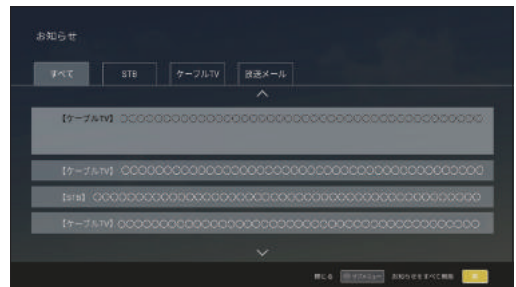 お知らせ
すべて STB ケーブルTV 放送メール
【ケーブルTV】○○○○○○○○○○○○○○○○○○○○○○○○○○○○○○○○○○○○○○○○
【ケーブルTV】○○○○○○○○○○○○○○○○○○○○○○○○○○○○○○○○○○○○○○○○
【STB】○○○○○○○○○○○○○○○○○○○○○○○○○○○○○○○○○○○○○○○○○○○
【ケーブルTV】○○○○○○○○○○○○○○○○○○○○○○○○○○○○○○○○○○○○○○○○
閉じる サブメニュー お知らせをすべて削除